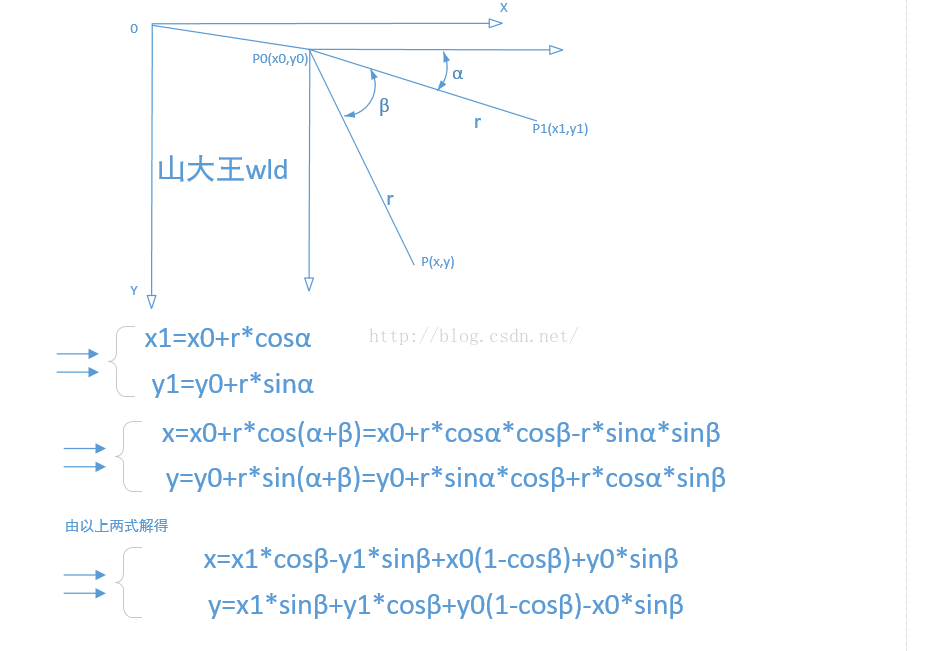 X
O
P0(x0,y0)
α
β
r
P1(x1,y1)
山大王wld
r
P(x,y)
Y
x1=x0+r*cosα
http://blog.csdn.net/
y1=y0+r*sinα
x=x0+r*cos(α+β)=x0+r*cosα*cosβ-r*sinα*sinβ
y=y0+r*sin(α+β)=y0+r*sinα*cosβ+r*cosα*sinβ
由以上两式解得
x=x1*cosβ-y1*sinβ+x0(1-cosβ)+y0*sinβ
y=x1*sinβ+y1*cosβ+y0(1-cosβ)-x0*sinβ